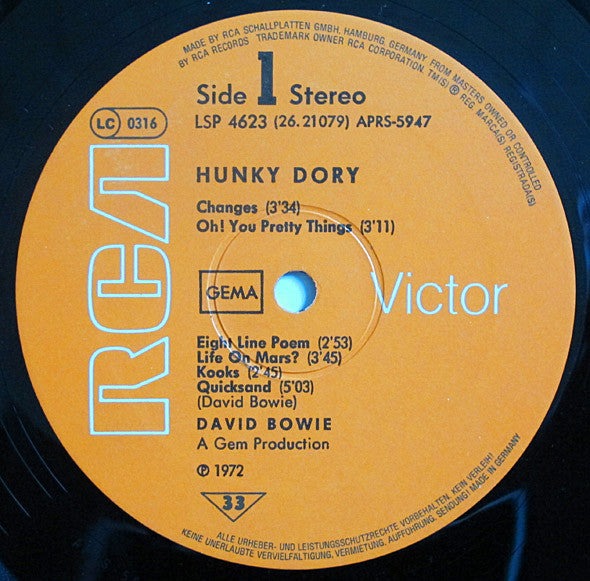 MADE BY RCA SCHALLPLATTEN GMBH, HAMBURG, GERMANY, FROM MASTERS OWNED OR CONTROLLED
BY RCA RECORDS TRADEMARK OWNER RCA CORPORATION. TM(S) ® REG. MARCA(S) REGISTRADA(S)
Side 1 Stereo
LSP 4623 (26.21079) APRS-5947
LC 0316
RCA
HUNKY DORY
Changes (3'34)
Oh! You Pretty Things (3'11)
GEMA
Victor
Eight Line Poem (2'53)
Life On Mars? (3'45)
Kooks (2'45)
Quicksand (5'03)
(David Bowie)
DAVID BOWIE
A Gem Production
℗ 1972
33
ALLE URHEBER- UND LEISTUNGSSCHUTZRECHTE VORBEHALTEN. KEIN VERLEIH!
KEINE UNERLAUBTE VERVIELFÄLTIGUNG, VERMIETUNG, AUFFÜHRUNG, SENDUNG! MADE IN GERMANY